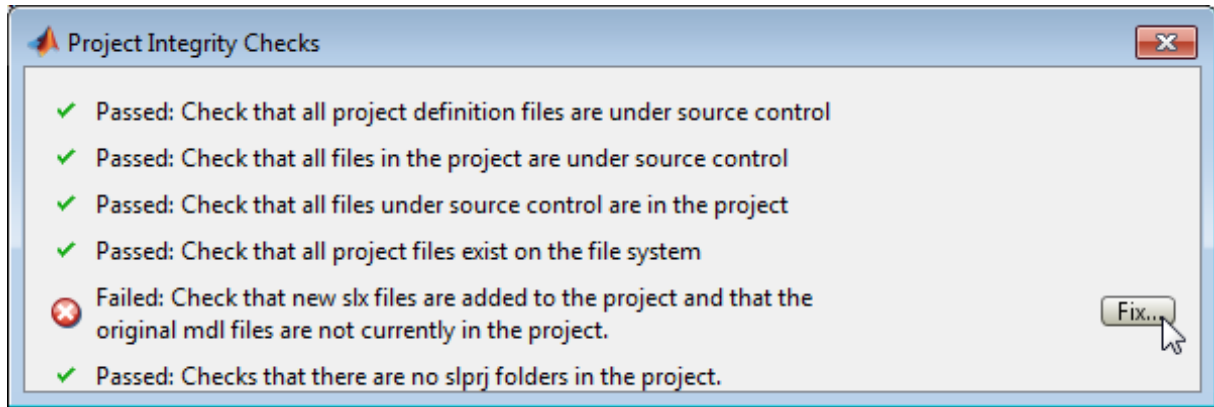 Project Integrity Checks
Passed: Check that all project definition files are under source control
Passed: Check that all files in the project are under source control
Passed: Check that all files under source control are in the project
Passed: Check that all project files exist on the file system
Failed: Check that new slx files are added to the project and that the
original mdl files are not currently in the project.
Fix...
Passed: Checks that there are no slprj folders in the project.